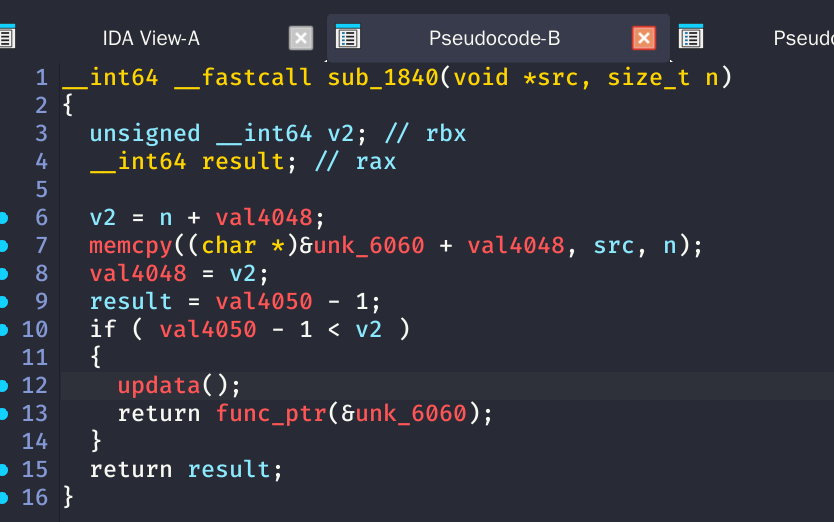 IDA View-A Pseudocode-B Pseudo
1 __int64 __fastcall sub_1840(void *src, size_t n)
2 {
3   unsigned __int64 v2; // rbx
4   __int64 result; // rax
5
6   v2 = n + val4048;
7   memcpy((char *)&unk_6060 + val4048, src, n);
8   val4048 = v2;
9   result = val4050 - 1;
10   if ( val4050 - 1 < v2 )
11   {
12     updata();
13     return func_ptr(&unk_6060);
14   }
15   return result;
16 }